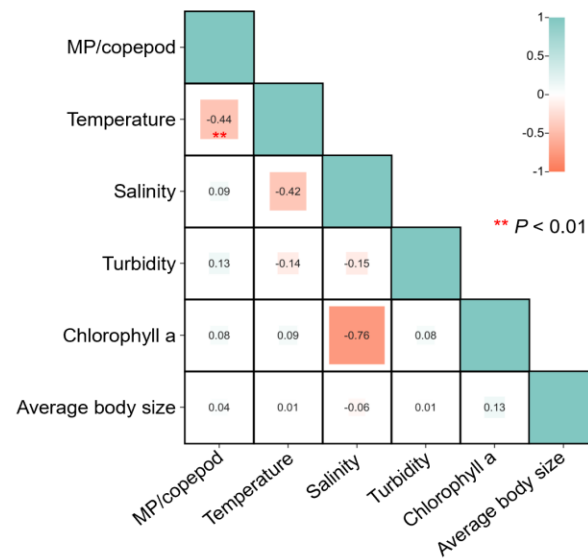 MP/copepod
Temperature
-0.44
**
Salinity
0.09
-0.42
Turbidity
0.13
-0.14
-0.15
Chlorophyll a
0.08
0.09
-0.76
0.08
Average body size
0.04
0.01
-0.06
0.01
0.13
MP/copepod
Temperature
Salinity
Turbidity
Chlorophyll a
Average body size
1
0.5
0
-0.5
-1
** P < 0.01